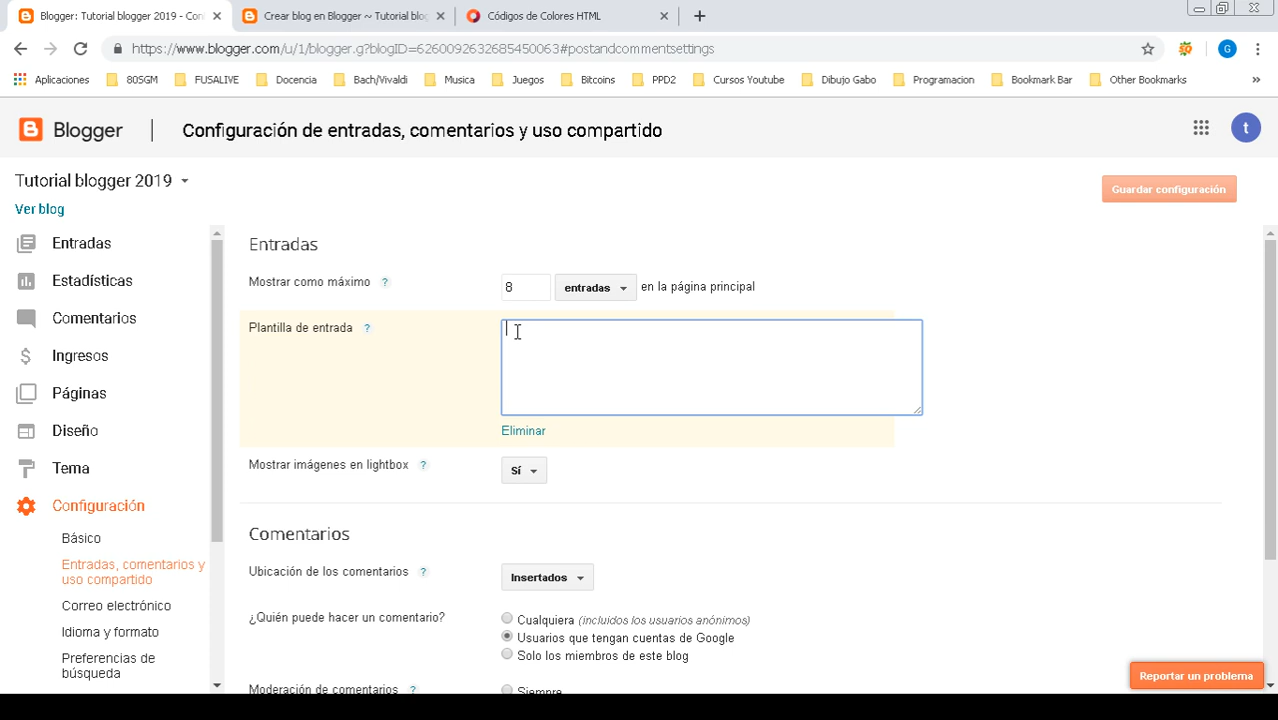 Blogger: Tutorial blogger 2019 - Con
Crear blog en Blogger ~ Tutorial blog
Códigos de Colores HTML
https://www.blogger.com/u/1/blogger.g?blogID=6260092632685450063#postandcommentsettings
G
Aplicaciones
80SGM
FUSALIVE
Docencia
Bach/Vivaldi
Musica
Juegos
Bitcoins
PPD2
Cursos Youtube
Dibujo Gabo
Programacion
Bookmark Bar
Other Bookmarks
»
Blogger
Configuración de entradas, comentarios y uso compartido
t
Tutorial blogger 2019
Guardar configuración
Ver blog
Entradas
Estadísticas
Comentarios
Ingresos
Páginas
Diseño
Tema
Configuración
Básico
Entradas, comentarios y
uso compartido
Correo electrónico
Idioma y formato
Preferencias de
búsqueda
Entradas
Mostrar como máximo ? 8 entradas en la página principal
Plantilla de entrada ?
Eliminar
Mostrar imágenes en lightbox ? Sí
Comentarios
Ubicación de los comentarios ? Insertados
¿Quién puede hacer un comentario? Cualquiera (incluidos los usuarios anónimos)
Usuarios que tengan cuentas de Google
Solo los miembros de este blog
Moderación de comentarios ? Siempre
Reportar un problema